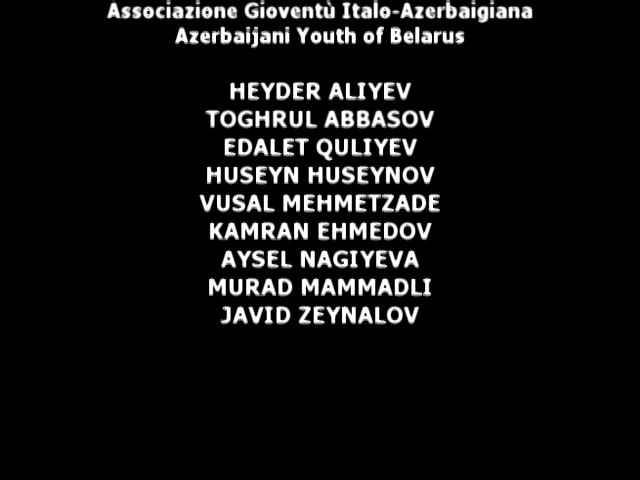 Associazione Gioventù Italo-Azerbaigiana
Azerbaijani Youth of Belarus
HEYDER ALIYEV
TOGHRUL ABBASOV
EDALET QULIYEV
HUSEYN HUSEYNOV
VUSAL MEHMETZADE
KAMRAN EHMEDOV
AYSEL NAGIYEVA
MURAD MAMMADLI
JAVID ZEYNALOV